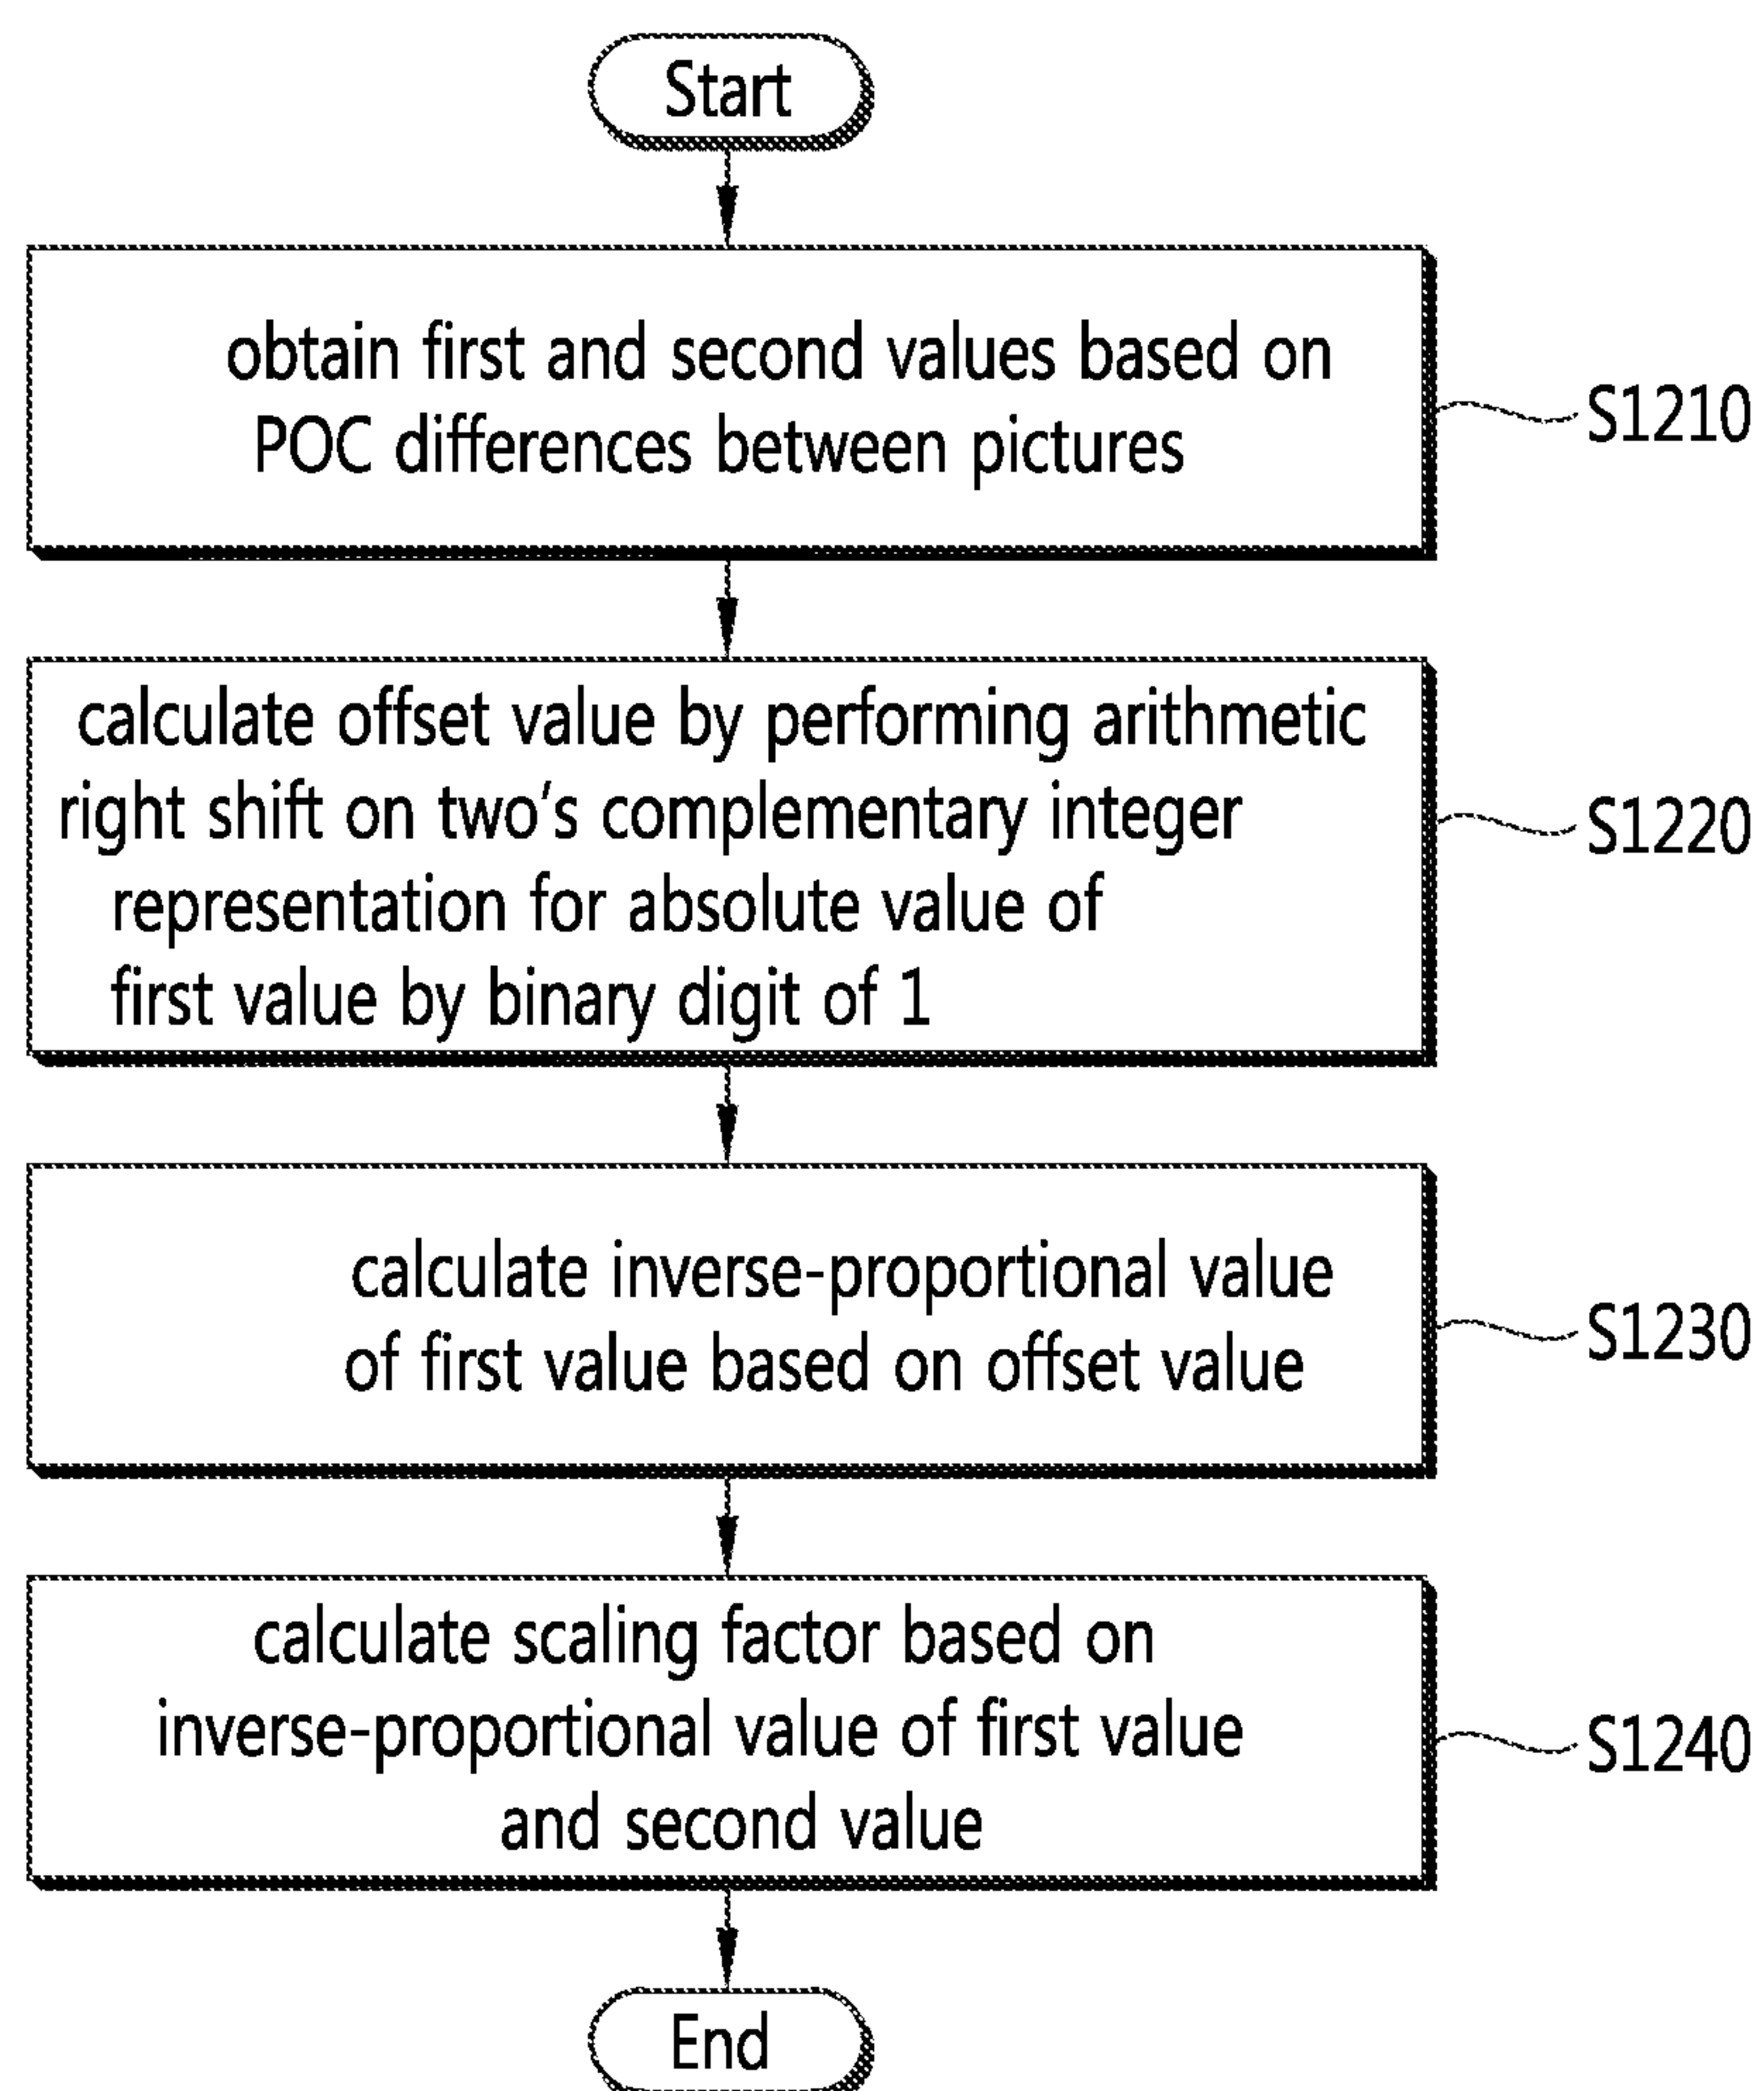 Start
obtain first and second values based on
POC differences between pictures
S1210
calculate offset value by performing arithmetic
right shift on two's complementary integer
representation for absolute value of
first value by binary digit of 1
S1220
calculate inverse-proportional value
of first value based on offset value
S1230
calculate scaling factor based on
inverse-proportional value of first value
and second value
S1240
End